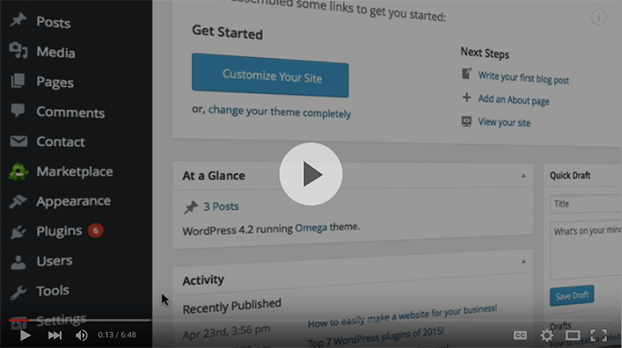 assembled some links to get you started:
Get Started
Customize Your Site
or, change your theme completely
Next Steps
Write your first blog post
Add an About page
View your site
Posts
Media
Pages
Comments
Contact
Marketplace
Appearance
Plugins 6
Users
Tools
Settings
At a Glance
3 Posts
WordPress 4.2 running Omega theme.
Activity
Recently Published
Apr 23rd, 3:56 pm
How to easily make a website for your business!
Top 7 WordPress plugins of 2015!
Quick Draft
Title
What's on your mind
Save Draft
Drafts
0:13 / 6:48
CC